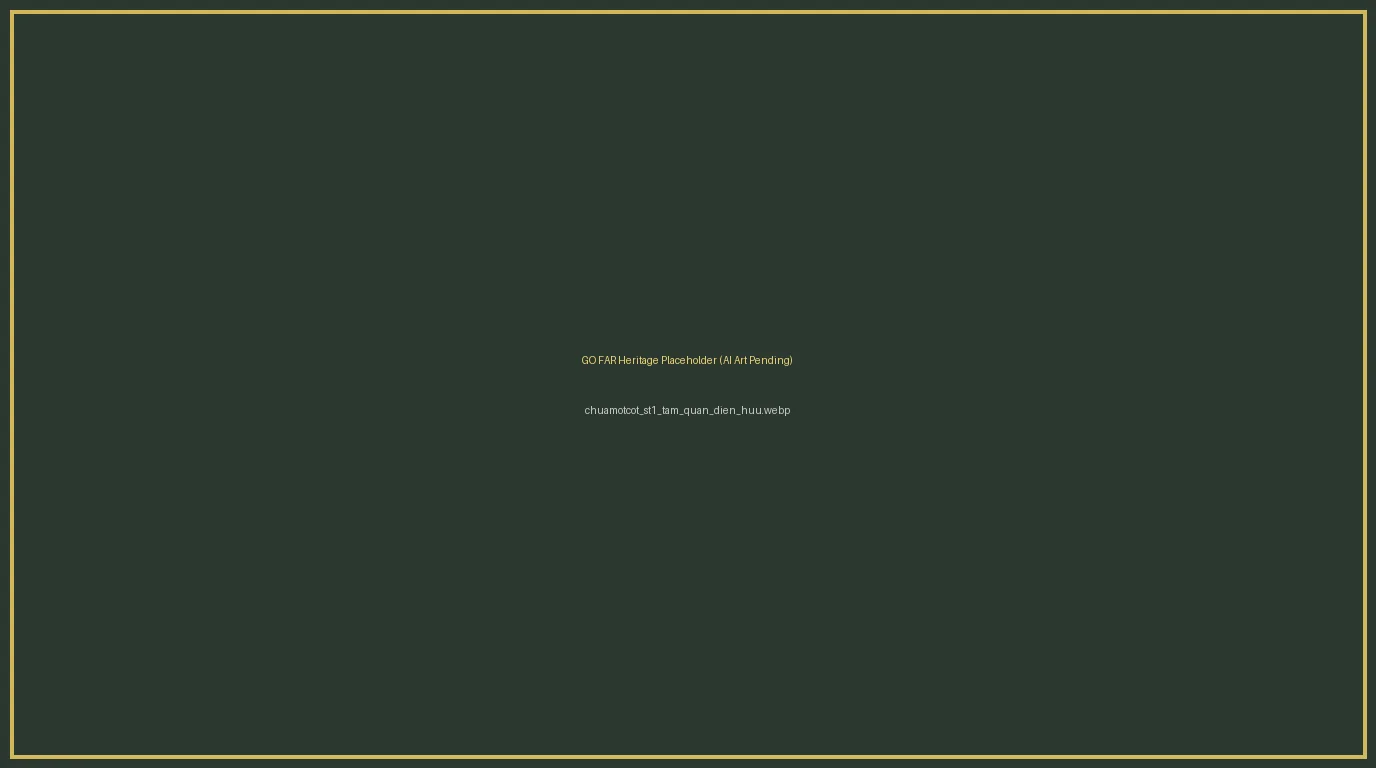 GO FAR Heritage Placeholder (AI Art Pending)
chuamotcot_st1_tam_quan_dien_huu.webp